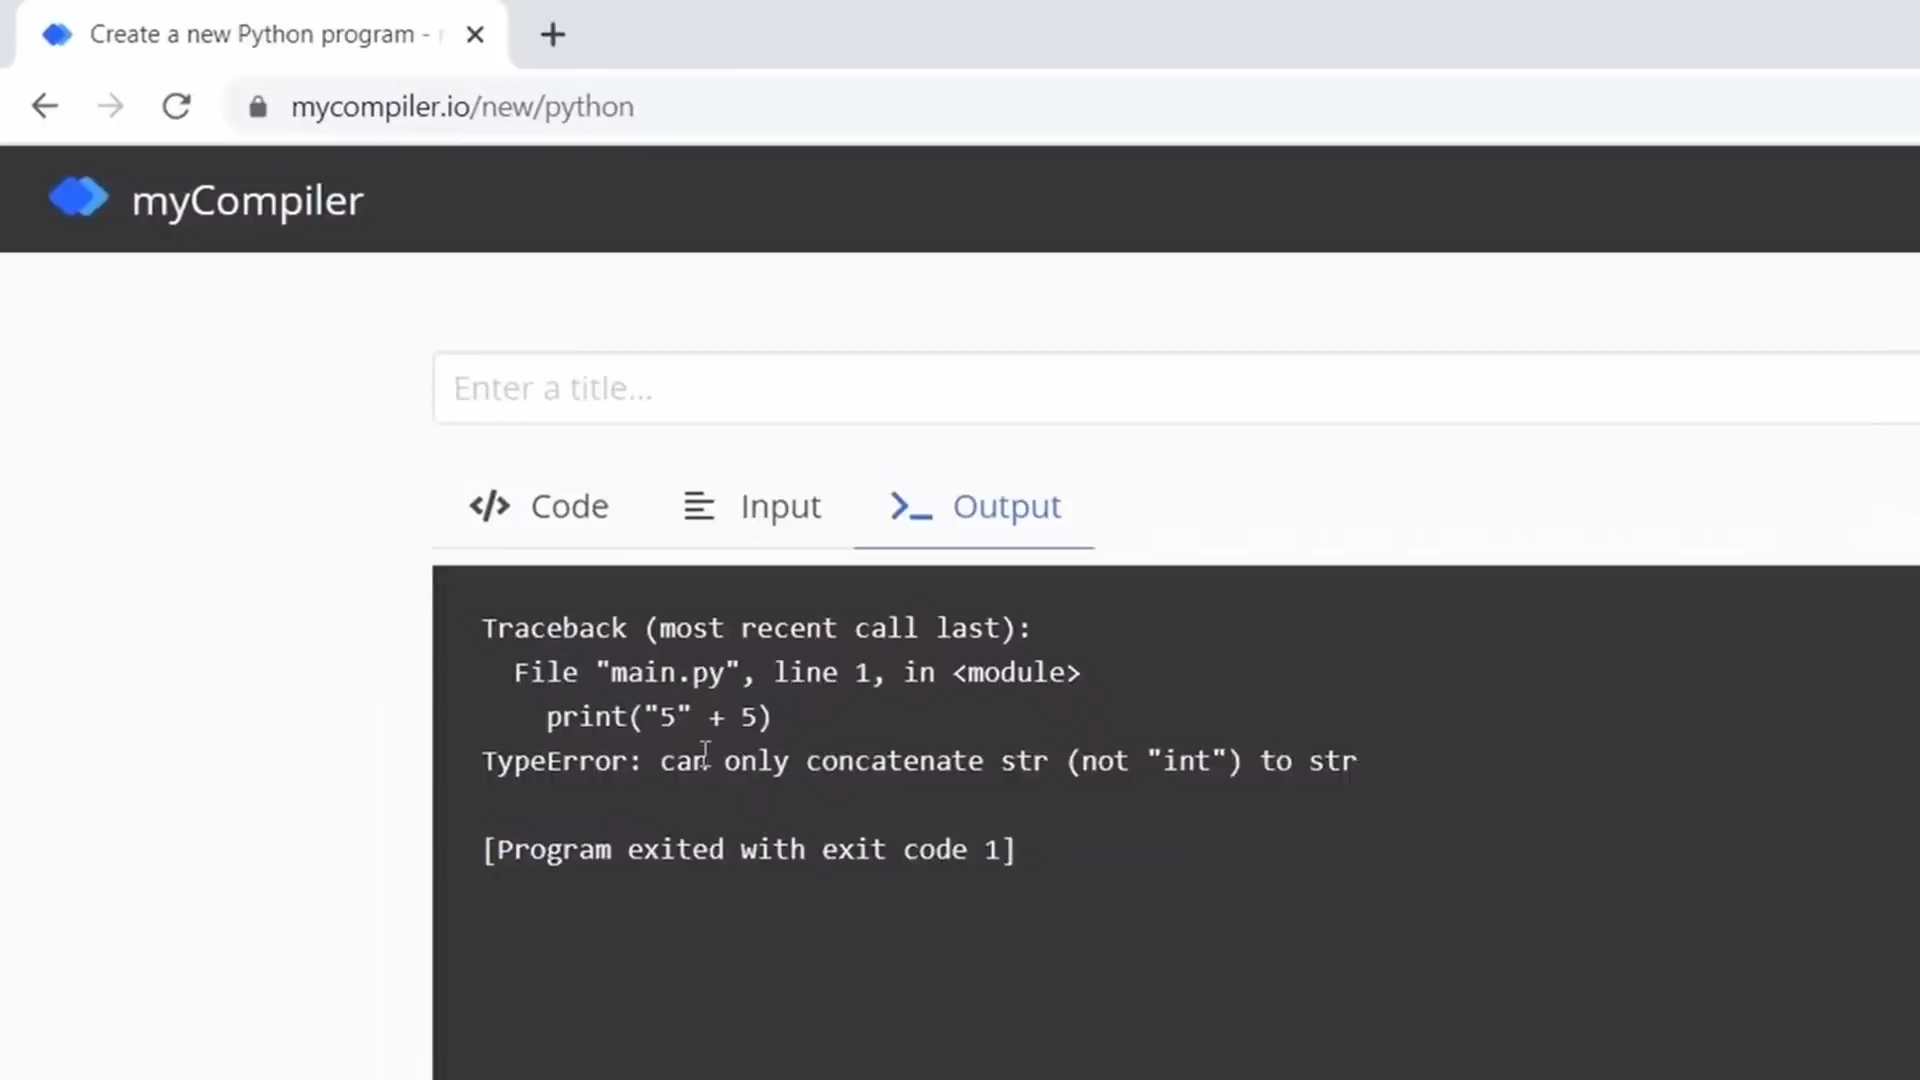 Create a new Python program -
mycompiler.io/new/python
myCompiler
Enter a title...
</> Code Input >_ Output
Traceback (most recent call last):
File "main.py", line 1, in <module>
print("5" + 5)
TypeError: can only concatenate str (not "int") to str
[Program exited with exit code 1]